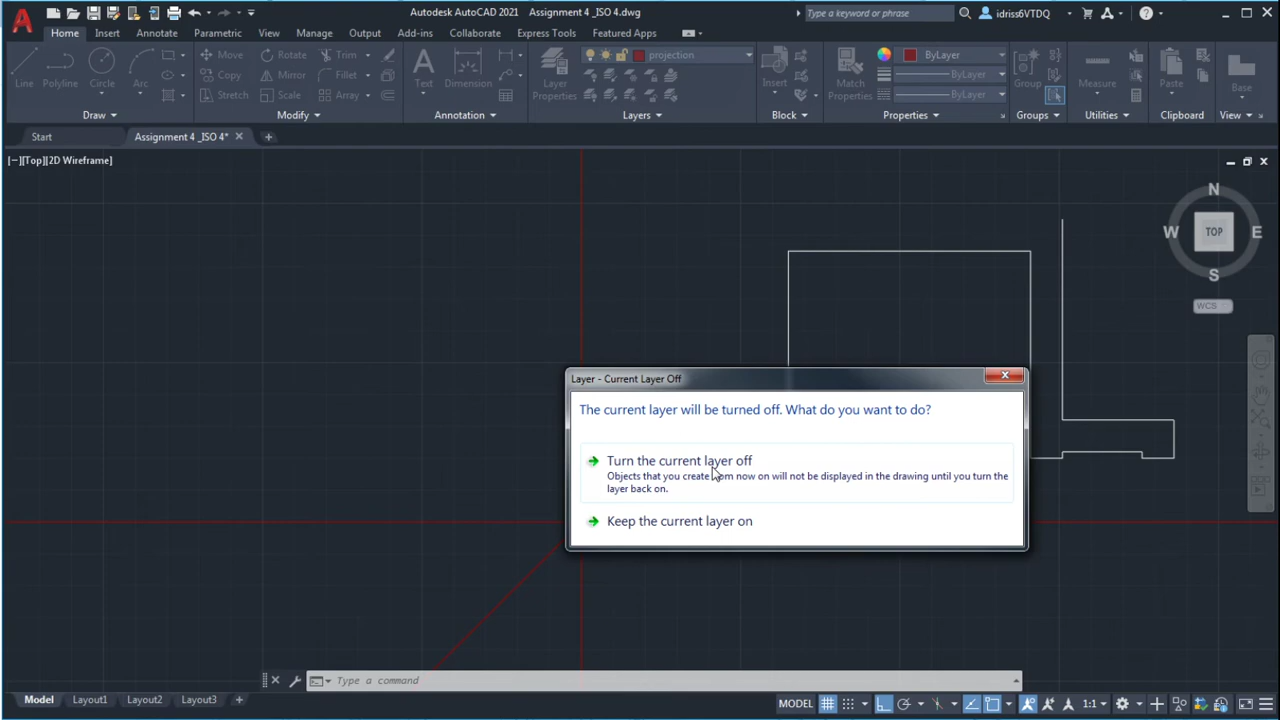 Autodesk AutoCAD 2021 Assignment 4 _ISO 4.dwg
Type a keyword or phrase
idriss6VTDQ
Home Insert Annotate Parametric View Manage Output Add-ins Collaborate Express Tools Featured Apps
Line Polyline Circle Arc
Move Rotate Trim
Copy Mirror Fillet
Stretch Scale Array
Text Dimension
Layer
Properties
projection
Insert
Match
Properties
ByLayer
ByLayer
ByLayer
Group
Measure
Paste
Base
Draw Modify Annotation Layers Block Properties Groups Utilities Clipboard View
Start Assignment 4 _ISO 4*
[−][Top][2D Wireframe]
N
W TOP E
S
WCS
Layer - Current Layer Off
The current layer will be turned off. What do you want to do?
Turn the current layer off
Objects that you create from now on will not be displayed in the drawing until you turn the
layer back on.
Keep the current layer on
Type a command
Model Layout1 Layout2 Layout3
MODEL 1:1